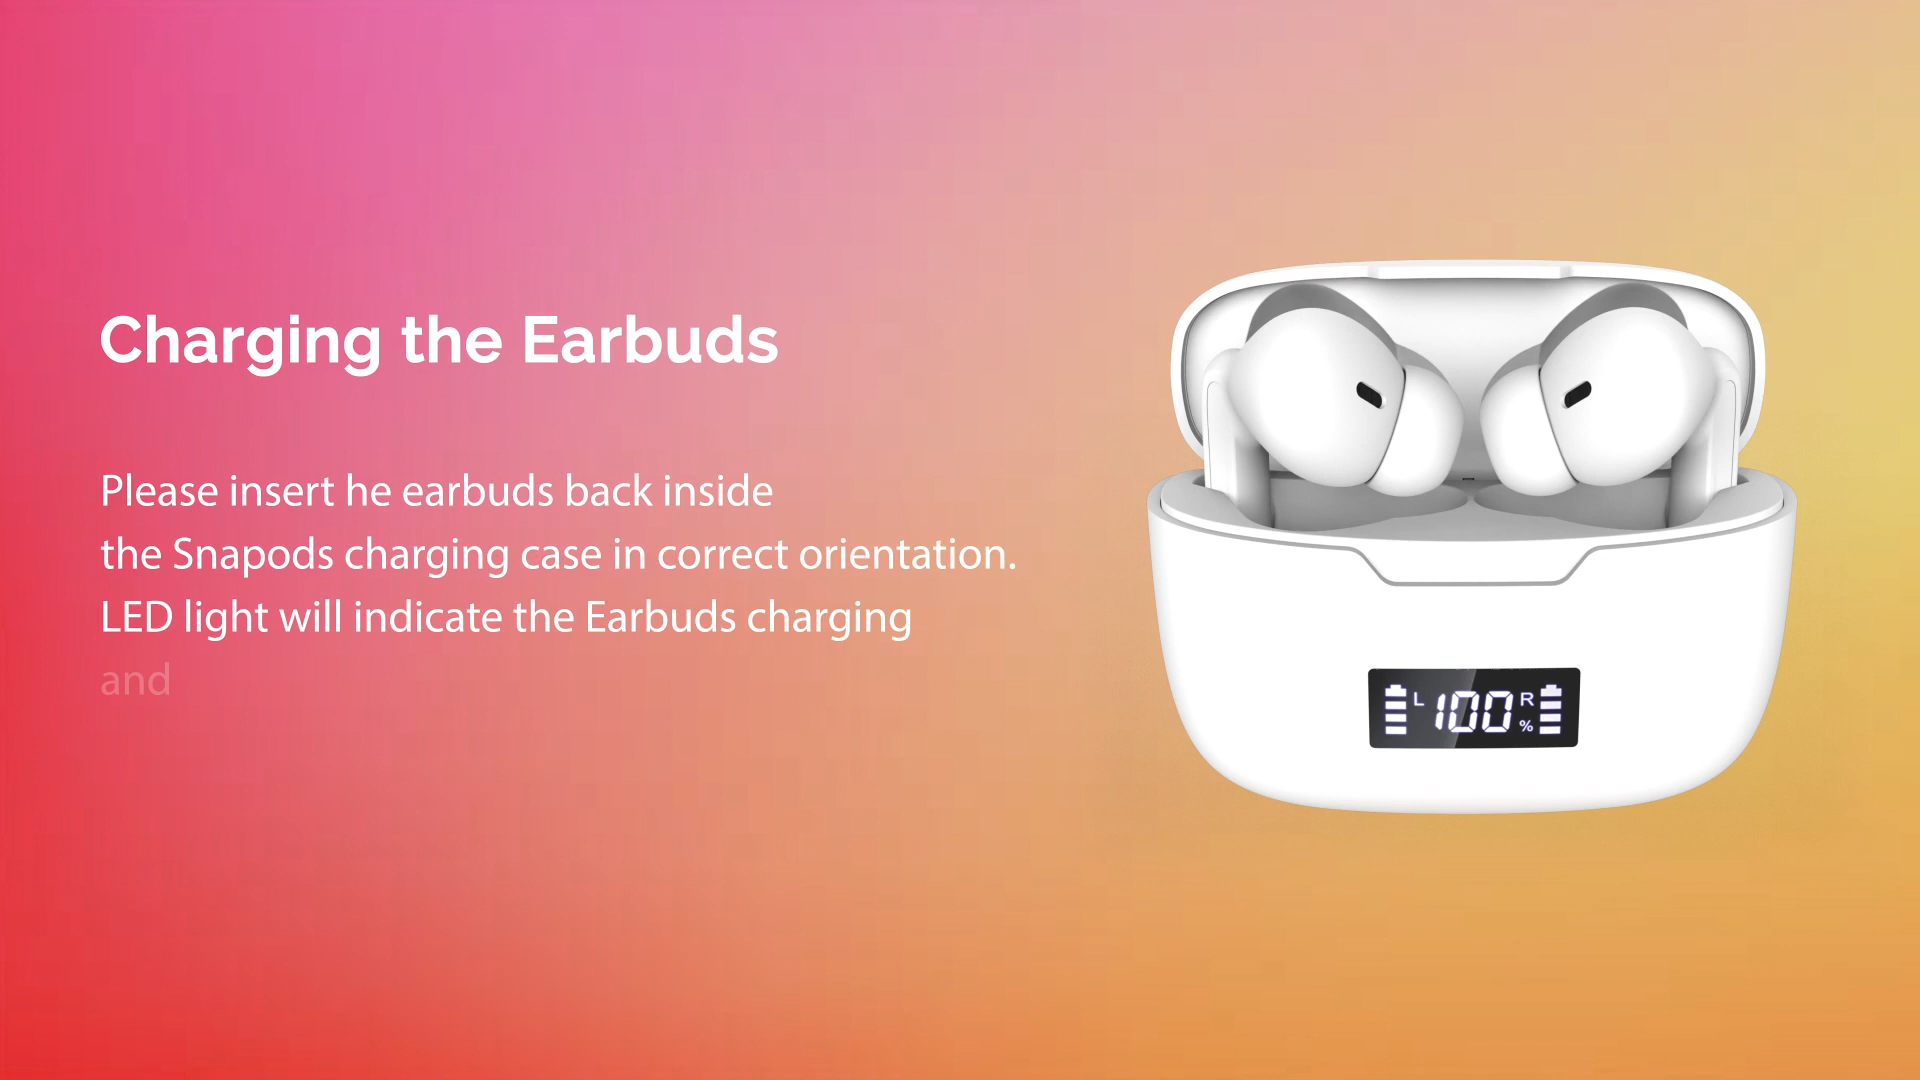 Charging the Earbuds
Please insert he earbuds back inside
the Snapods charging case in correct orientation.
LED light will indicate the Earbuds charging
and
L 100 R
%